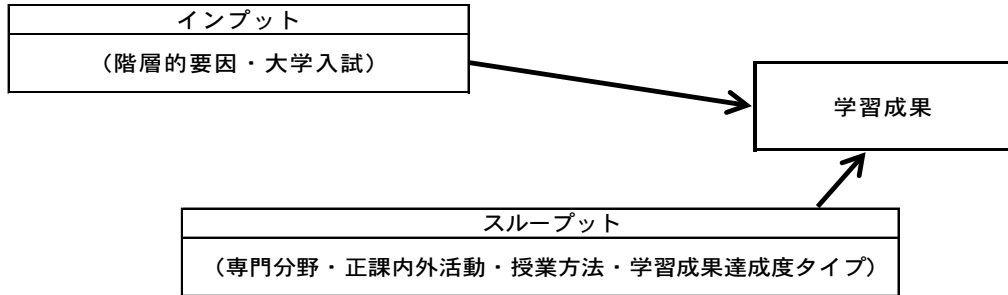 インプット
（階層的要因・大学入試）
学習成果
スループット
（専門分野・正課内外活動・授業方法・学習成果達成度タイプ）